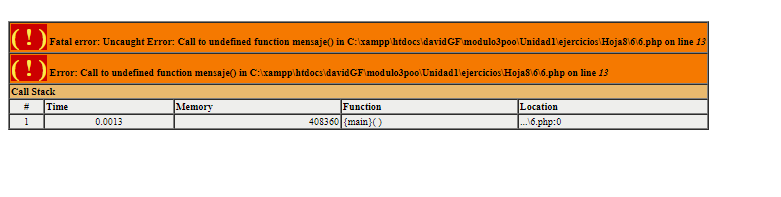 ( ! ) Fatal error: Uncaught Error: Call to undefined function mensaje() in C:\xampp\htdocs\davidGF\modulo3poo\Unidad1\ejercicios\Hoja8\6\6.php on line 13
( ! ) Error: Call to undefined function mensaje() in C:\xampp\htdocs\davidGF\modulo3poo\Unidad1\ejercicios\Hoja8\6\6.php on line 13
Call Stack
# Time Memory Function Location
1 0.0013 408360 {main}( ) ...\6.php:0